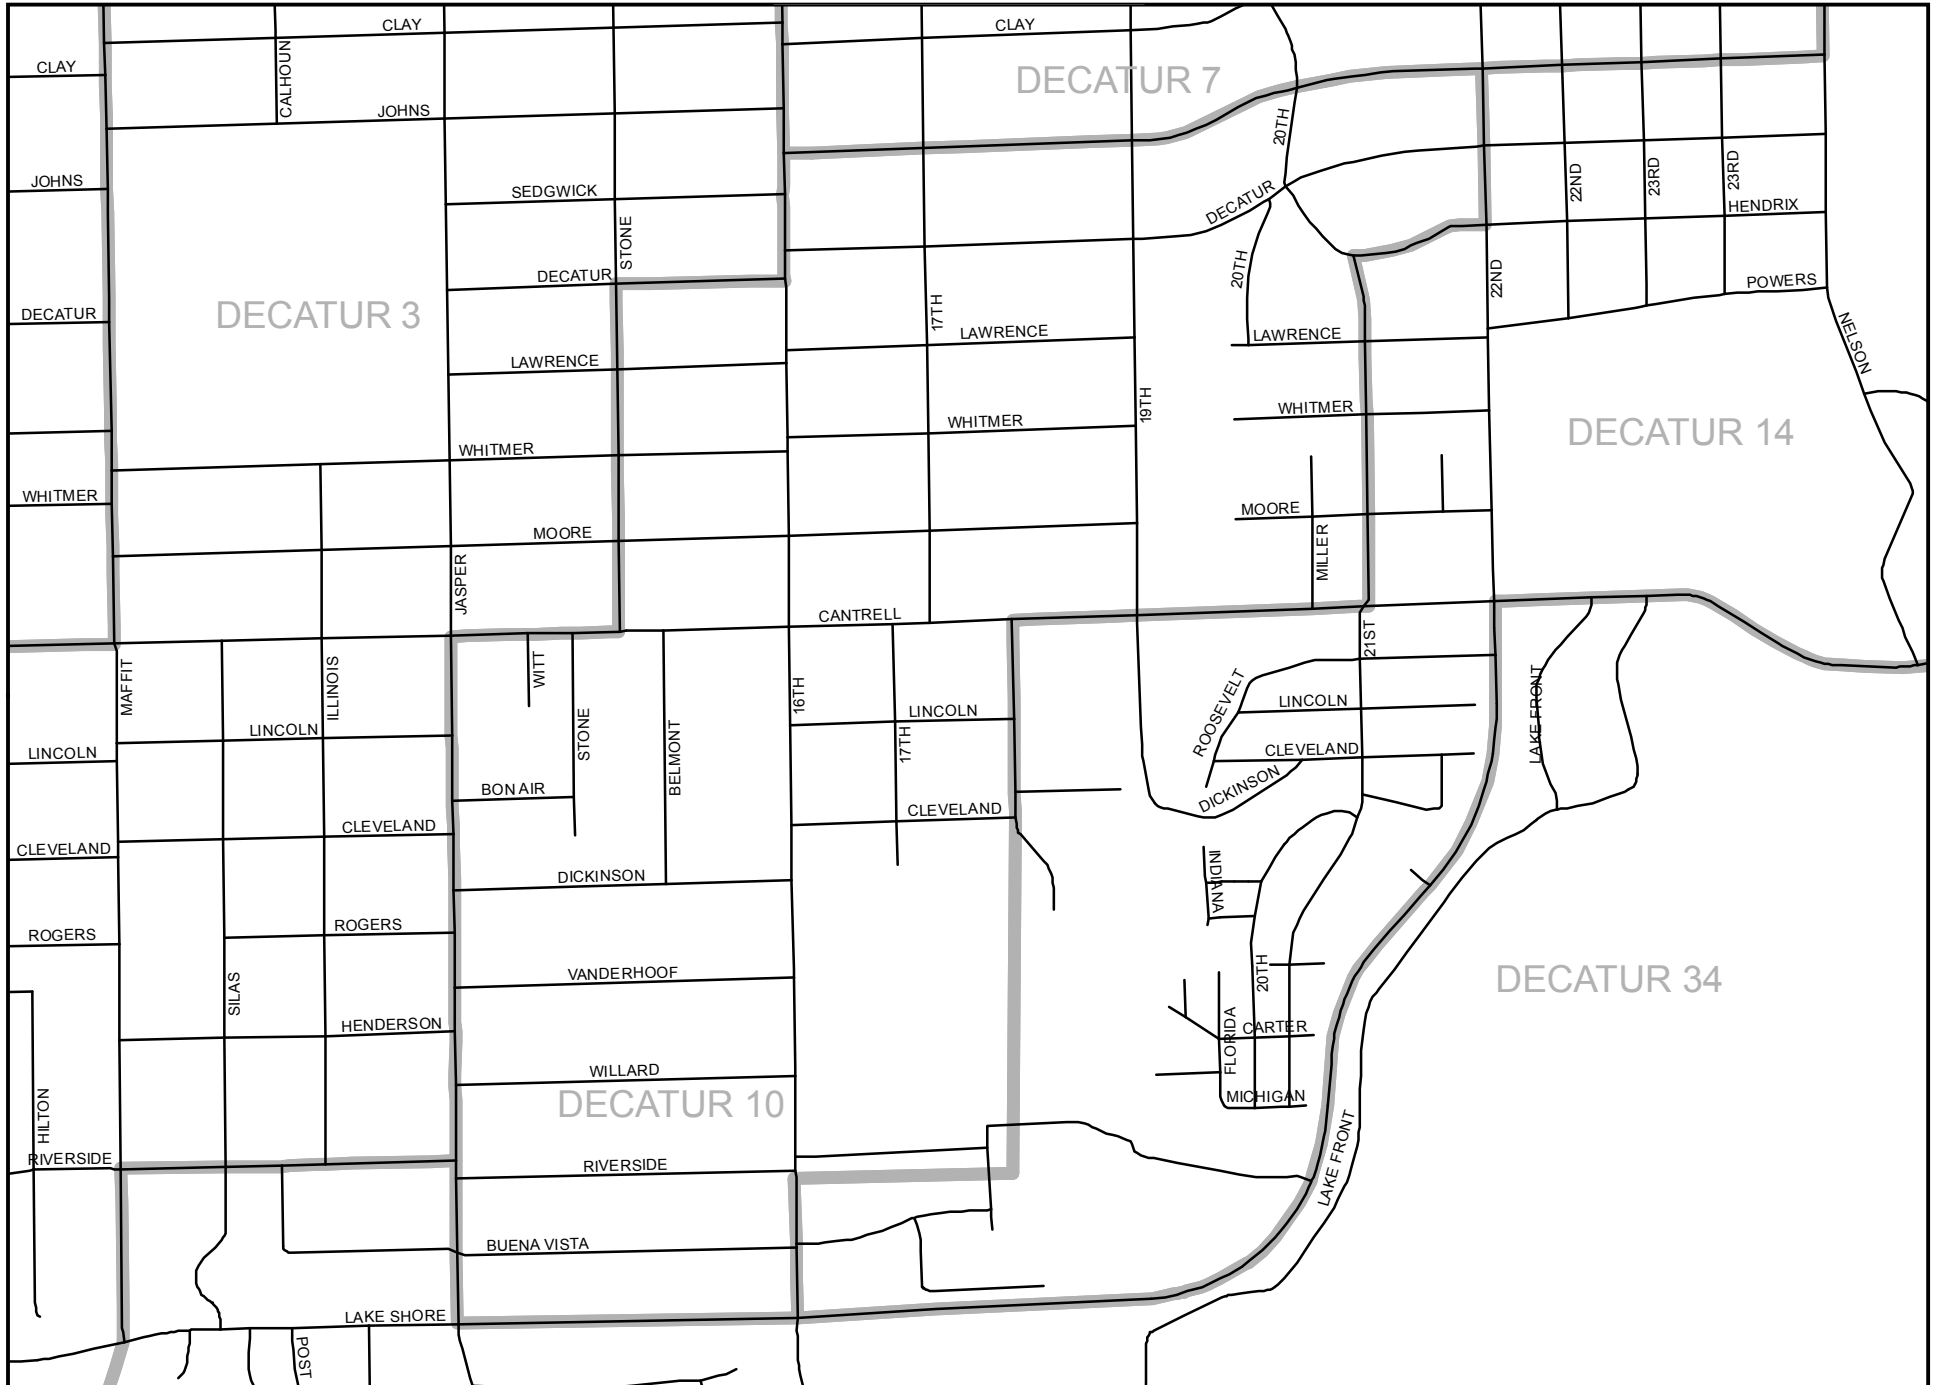 CLAY
CLAY
CLAY
CALHOUN
DECATUR 7
JOHNS
20TH
JOHNS
SEDGWICK
22ND
23RD
23RD
DECATUR
HENDRIX
STONE
DECATUR
20TH
22ND
POWERS
DECATUR 3
DECATUR
17TH
LAWRENCE
LAWRENCE
NELSON
LAWRENCE
19TH
WHITMER
WHITMER
DECATUR 14
WHITMER
WHITMER
MOORE
MOORE
MILLER
JASPER
CANTRELL
21ST
MAFFIT
ILLINOIS
WITT
16TH
ROOSEVELT
LAKE FRONT
LINCOLN
LINCOLN
LINCOLN
LINCOLN
STONE
BELMONT
17TH
CLEVELAND
DICKINSON
BON AIR
CLEVELAND
CLEVELAND
CLEVELAND
DICKINSON
INDIANA
ROGERS
ROGERS
VANDERHOOF
20TH
DECATUR 34
SILAS
HENDERSON
FLORIDA
CARTER
WILLARD
DECATUR 10
MICHIGAN
HILTON
RIVERSIDE
RIVERSIDE
LAKE FRONT
BUENA VISTA
LAKE SHORE
POST